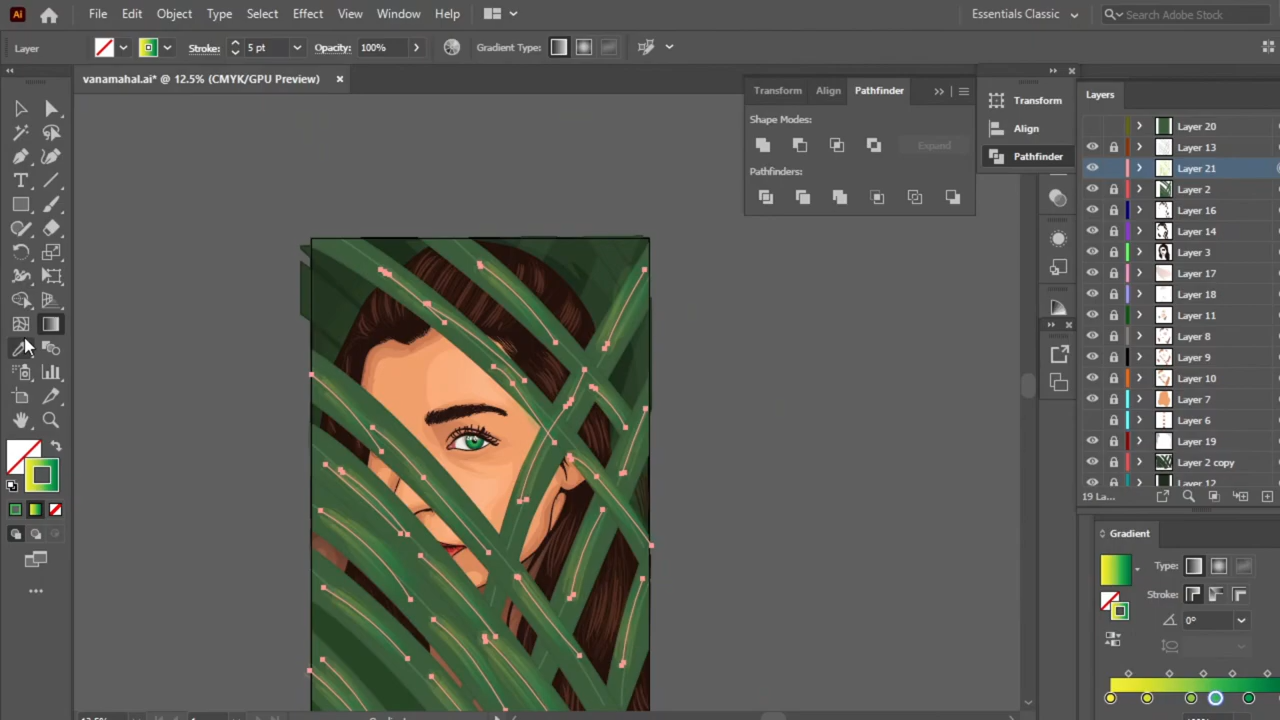 Ai File Edit Object Type Select Effect View Window Help Essentials Classic Search Adobe Stock
Layer Stroke: 5 pt Opacity: 100% Gradient Type:
vanamahal.ai* @ 12.5% (CMYK/GPU Preview)
Transform Align Pathfinder
Shape Modes:
Expand
Pathfinders:
Transform
Align
Pathfinder
Layers
Layer 20
Layer 13
Layer 21
Layer 2
Layer 16
Layer 14
Layer 3
Layer 17
Layer 18
Layer 11
Layer 8
Layer 9
Layer 10
Layer 7
Layer 6
Layer 19
Layer 2 copy
Layer 12
19 La...
Gradient
Type:
Stroke:
0°